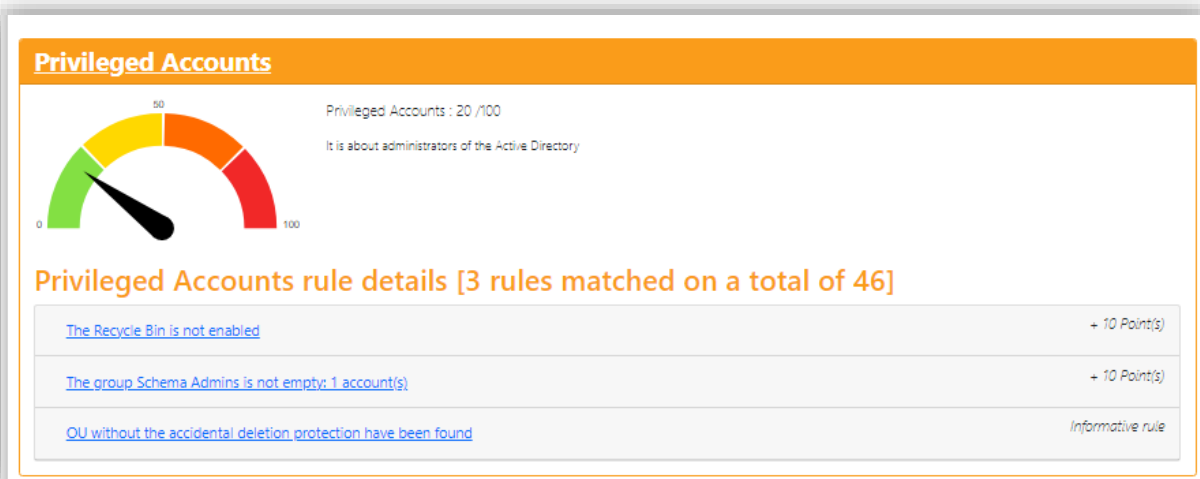 Privileged Accounts
50
0
100
Privileged Accounts : 20 /100
It is about administrators of the Active Directory
Privileged Accounts rule details [3 rules matched on a total of 46]
The Recycle Bin is not enabled
+ 10 Point(s)
The group Schema Admins is not empty: 1 account(s)
+ 10 Point(s)
OU without the accidental deletion protection have been found
Informative rule